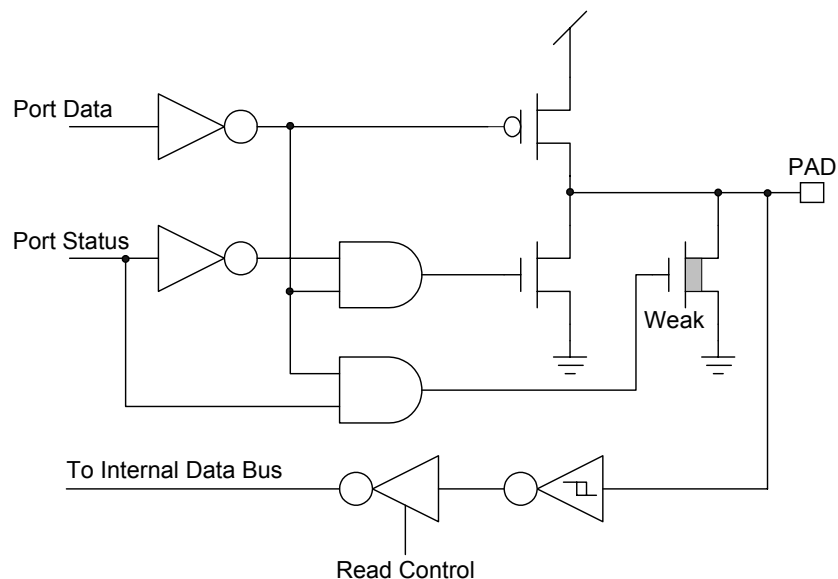 Port Data
PAD
Port Status
Weak
To Internal Data Bus
Read Control